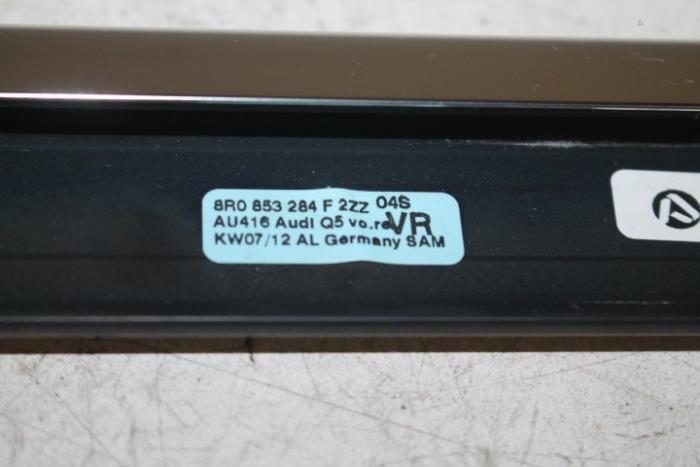 8R0 853 284 F 2ZZ 04S
AU416 Audi Q5 vo.re VR
KW07/12 AL Germany SAM